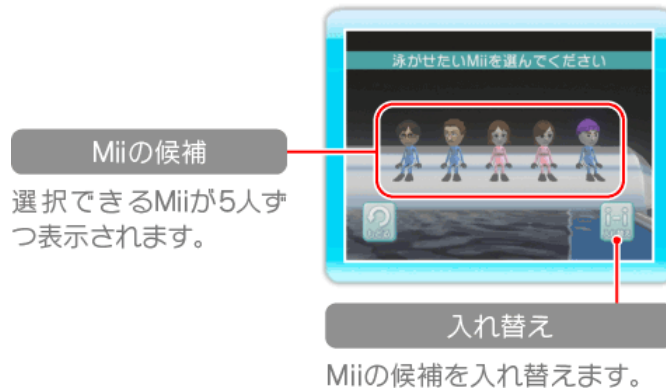 泳がせたいMiiを選んでください
Miiの候補
選択できるMiiが5人ず
つ表示されます。
もどる
入れ替え
Miiの候補を入れ替えます。